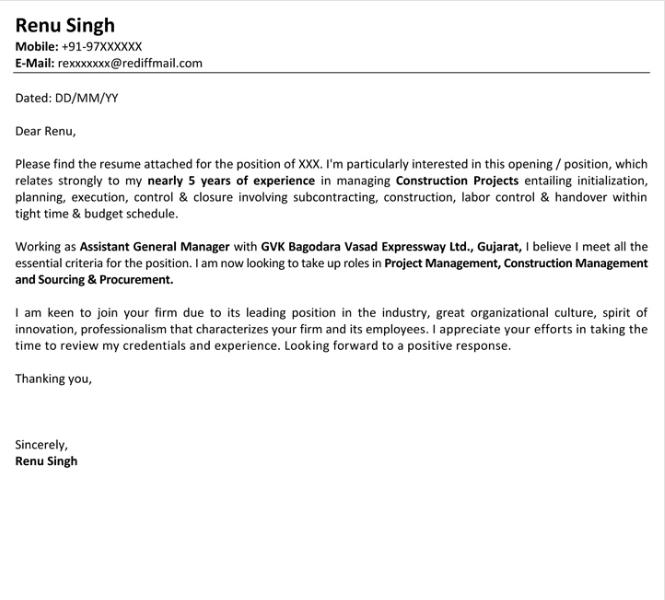 Renu Singh
Mobile: +91-97XXXXXX
E-Mail: rexxxxxxx@rediffmail.com
Dated: DD/MM/YY
Dear Renu,
Please find the resume attached for the position of XXX. I'm particularly interested in this opening / position, which
relates strongly to my nearly 5 years of experience in managing Construction Projects entailing initialization,
planning, execution, control & closure involving subcontracting, construction, labor control & handover within
tight time & budget schedule.
Working as Assistant General Manager with GVK Bagodara Vasad Expressway Ltd., Gujarat, I believe I meet all the
essential criteria for the position. I am now looking to take up roles in Project Management, Construction Management
and Sourcing & Procurement.
I am keen to join your firm due to its leading position in the industry, great organizational culture, spirit of
innovation, professionalism that characterizes your firm and its employees. I appreciate your efforts in taking the
time to review my credentials and experience. Looking forward to a positive response.
Thanking you,
Sincerely,
Renu Singh